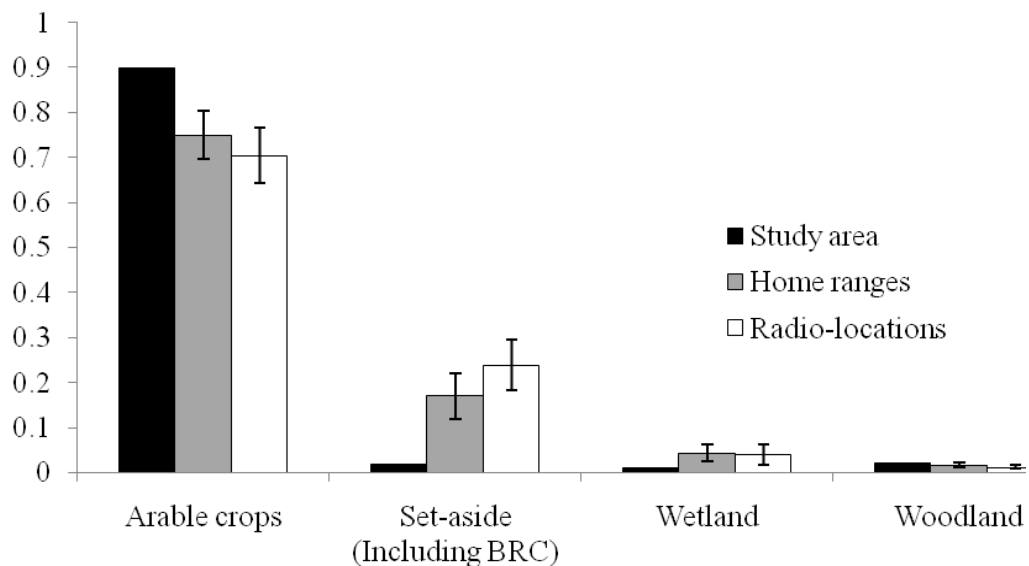 1
0.9
0.8
0.7
0.6
0.5
0.4
0.3
0.2
0.1
0
Study area
Home ranges
Radio-locations
Arable crops
Set-aside
(Including BRC)
Wetland
Woodland